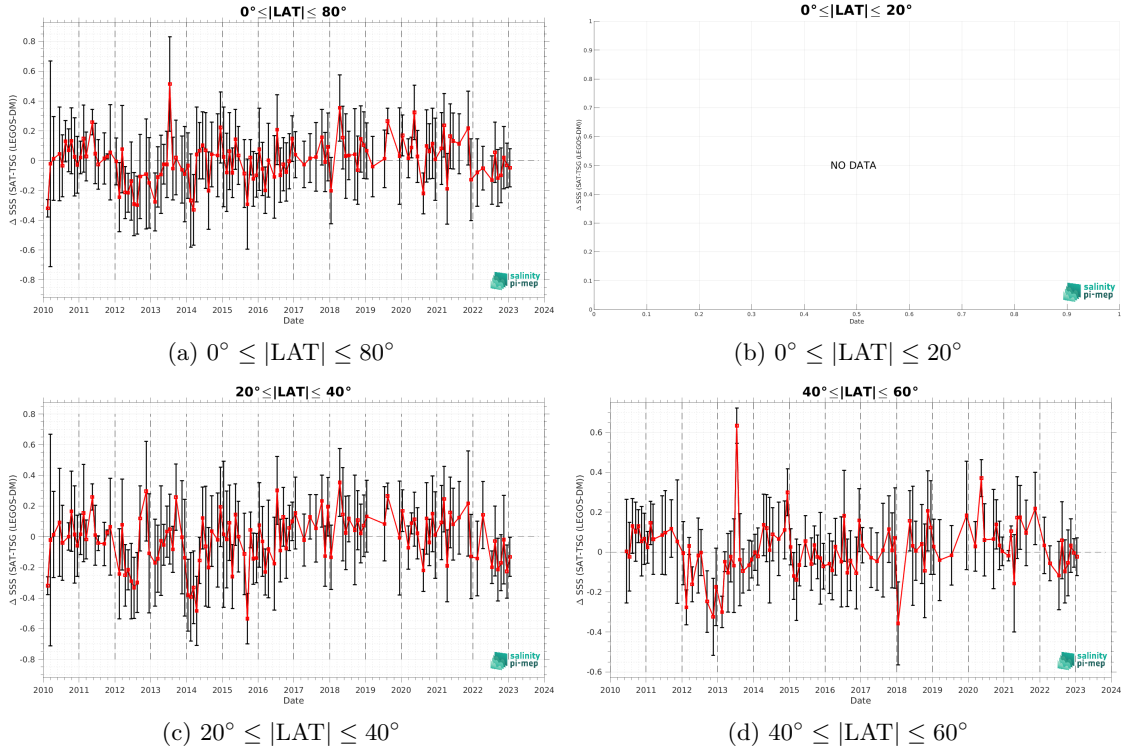 0°≤|LAT|≤ 80°
Δ SSS (SAT-TSG (LEGOS-DM))
0.8
0.6
0.4
0.2
0
-0.2
-0.4
-0.6
-0.8
2010 2011 2012 2013 2014 2015 2016 2017 2018 2019 2020 2021 2022 2023 2024
Date
salinity
pi-mep
(a) 0° ≤ |LAT| ≤ 80°
0°≤|LAT|≤ 20°
Δ SSS (SAT-TSG (LEGOS-DM))
1
0.9
0.8
0.7
0.6
0.5
0.4
0.3
0.2
0.1
0
NO DATA
0 0.1 0.2 0.3 0.4 0.5 0.6 0.7 0.8 0.9 1
Date
salinity
pi-mep
(b) 0° ≤ |LAT| ≤ 20°
20°≤|LAT|≤ 40°
Δ SSS (SAT-TSG (LEGOS-DM))
0.8
0.6
0.4
0.2
0
-0.2
-0.4
-0.6
-0.8
2010 2011 2012 2013 2014 2015 2016 2017 2018 2019 2020 2021 2022 2023 2024
Date
salinity
pi-mep
(c) 20° ≤ |LAT| ≤ 40°
40°≤|LAT|≤ 60°
Δ SSS (SAT-TSG (LEGOS-DM))
0.6
0.4
0.2
0
-0.2
-0.4
-0.6
2010 2011 2012 2013 2014 2015 2016 2017 2018 2019 2020 2021 2022 2023 2024
Date
salinity
pi-mep
(d) 40° ≤ |LAT| ≤ 60°